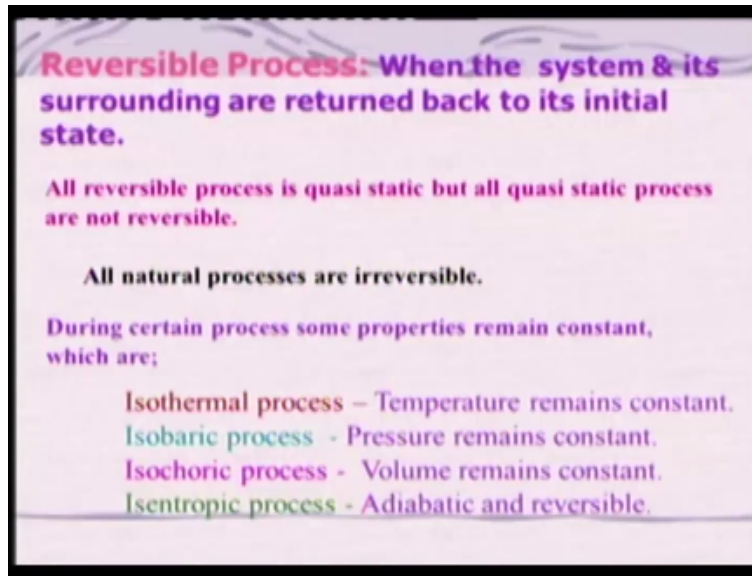 Reversible Process: When the system & its
surrounding are returned back to its initial
state.
All reversible process is quasi static but all quasi static process
are not reversible.
All natural processes are irreversible.
During certain process some properties remain constant,
which are;
Isothermal process – Temperature remains constant.
Isobaric process - Pressure remains constant.
Isochoric process - Volume remains constant.
Isentropic process - Adiabatic and reversible.